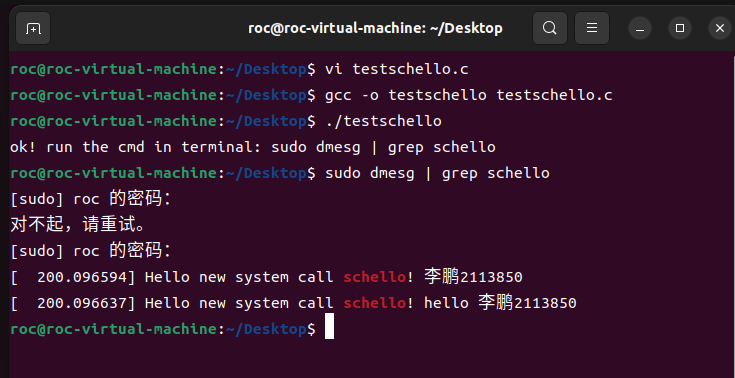 roc@roc-virtual-machine: ~/Desktop
roc@roc-virtual-machine:~/Desktop$ vi testschello.c
roc@roc-virtual-machine:~/Desktop$ gcc -o testschello testschello.c
roc@roc-virtual-machine:~/Desktop$ ./testschello
ok! run the cmd in terminal: sudo dmesg | grep schello
roc@roc-virtual-machine:~/Desktop$ sudo dmesg | grep schello
[sudo] roc 的密码：
对不起，请重试。
[sudo] roc 的密码：
[  200.096594] Hello new system call schello! 李鹏2113850
[  200.096637] Hello new system call schello! hello 李鹏2113850
roc@roc-virtual-machine:~/Desktop$